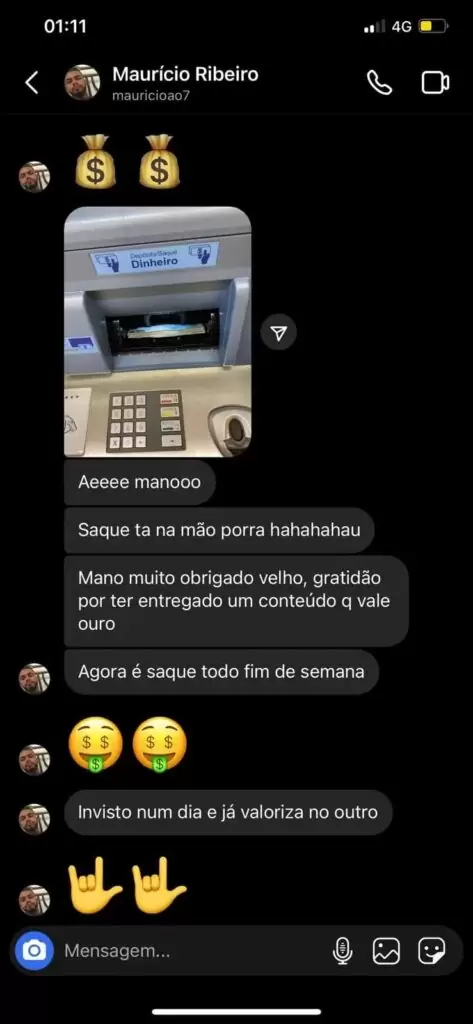 01:11
4G
Maurício Ribeiro
mauricioao7
Depósito/Saque
Dinheiro
Aeeee manooo
Saque ta na mão porra hahahahau
Mano muito obrigado velho, gratidão
por ter entregado um conteúdo q vale
ouro
Agora é saque todo fim de semana
Invisto num dia e já valoriza no outro
Mensagem...